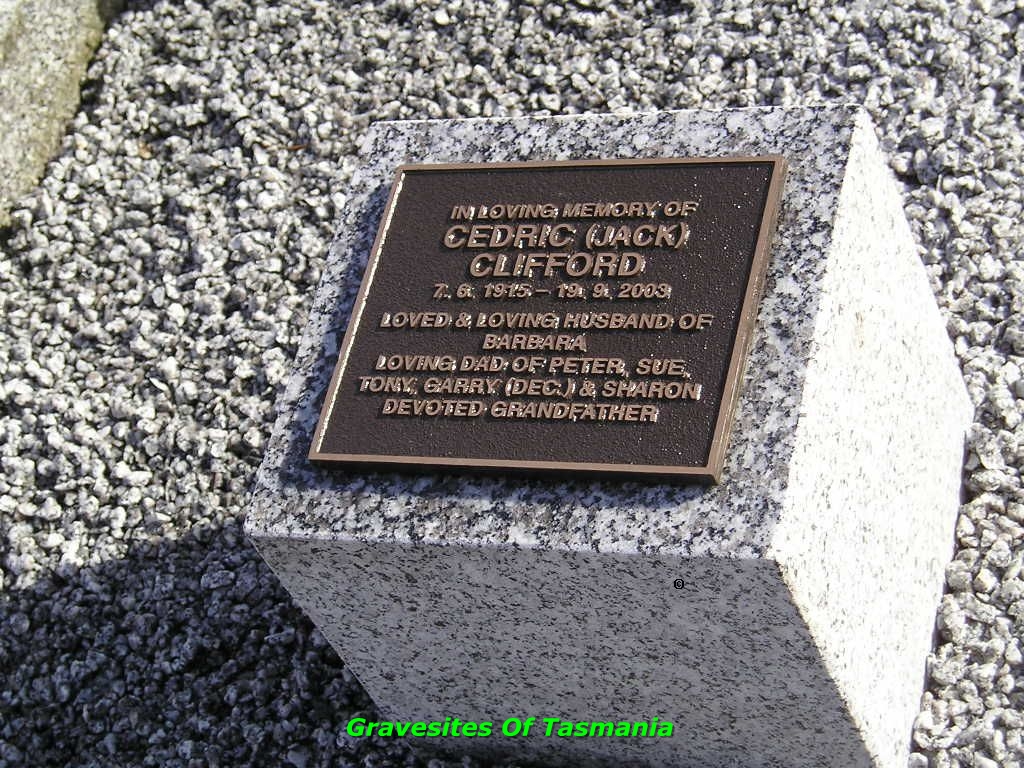 IN LOVING MEMORY OF
CEDRIC (JACK)
CLIFFORD
7. 6. 1915 – 19. 9. 2003
LOVED & LOVING HUSBAND OF
BARBARA
LOVING DAD OF PETER, SUE,
TONY, GARRY (DEC.) & SHARON
DEVOTED GRANDFATHER
©
Gravesites Of Tasmania